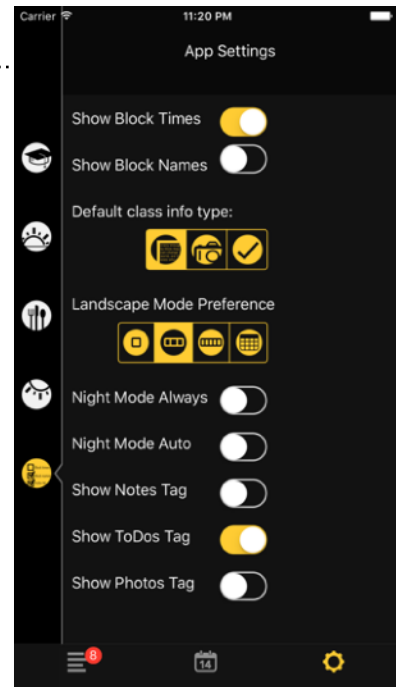 Carrier 11:20 PM
App Settings
Show Block Times
Show Block Names
Default class info type:
Landscape Mode Preference
Night Mode Always
Night Mode Auto
Show Notes Tag
Show ToDos Tag
Show Photos Tag
8
14